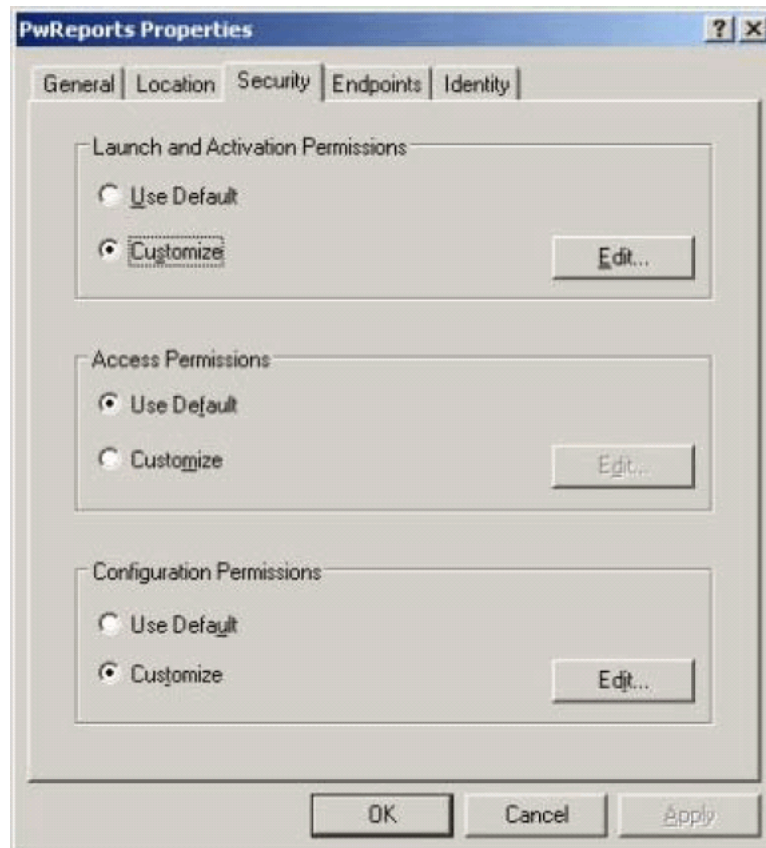 PwReports Properties
General Location Security Endpoints Identity
Launch and Activation Permissions
Use Default
Customize
Edit...
Access Permissions
Use Default
Customize
Edit...
Configuration Permissions
Use Default
Customize
Edit...
OK Cancel Apply